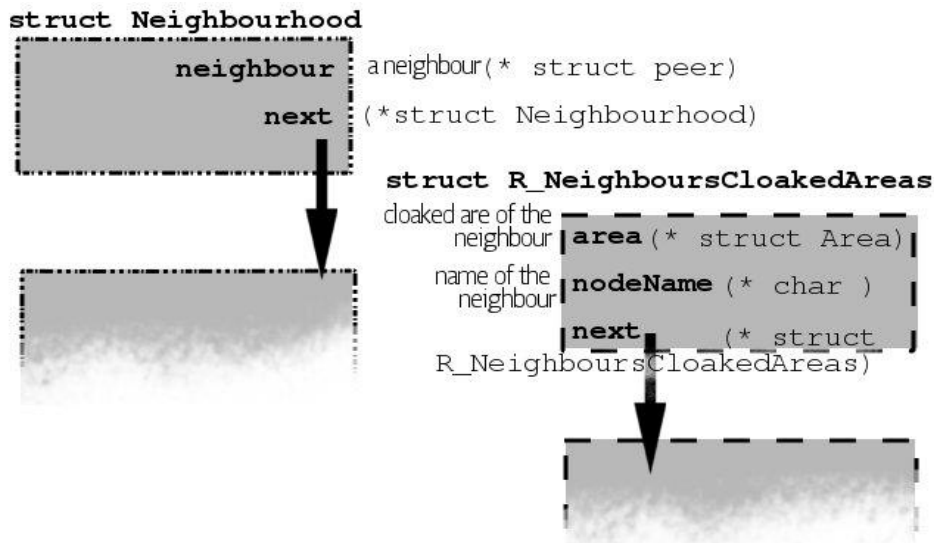 struct Neighbourhood
neighbour a neighbour (* struct peer)
next (*struct Neighbourhood)
struct R_NeighboursCloakedAreas
cloaked are of the
neighbour
area (* struct Area)
name of the
neighbour
nodeName (* char )
next (* struct
R_NeighboursCloakedAreas)